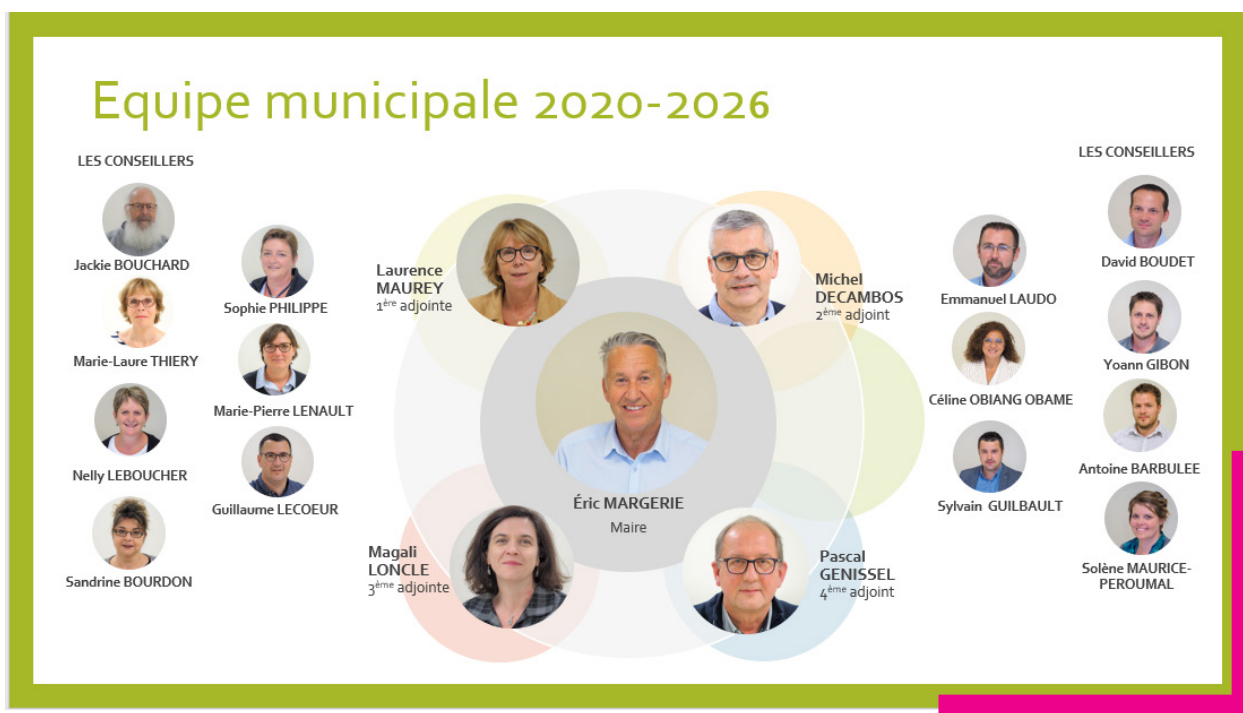 Equipe municipale 2020-2026
LES CONSEILLERS
Jackie BOUCHARD
Marie-Laure THIERY
Nelly LEBOUCHER
Sandrine BOURDON
Sophie PHILIPPE
Marie-Pierre LENAULT
Guillaume LECOEUR
Laurence
MAUREY
1ère adjointe
Michel
DECAMBOS
2ème adjoint
Éric MARGERIE
Maire
Magali
LONCLE
3ème adjointe
Pascal
GENISSEL
4ème adjoint
Emmanuel LAUDO
Céline OBIANG OBAME
Sylvain GUILBAULT
LES CONSEILLERS
David BOUDET
Yoann GIBON
Antoine BARBULEE
Solène MAURICE-
PEROUMAL